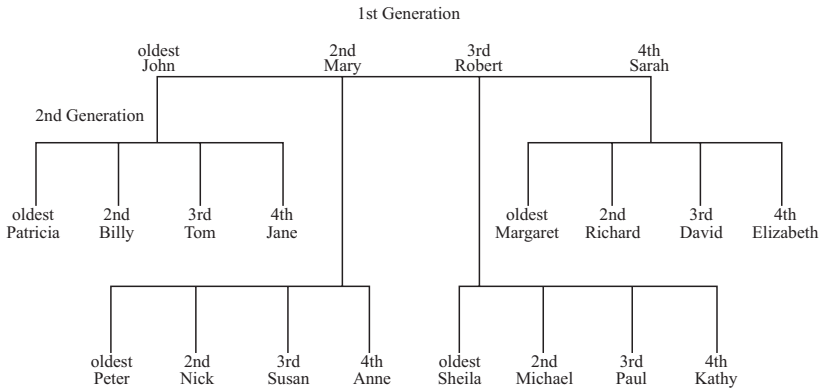 1st Generation
oldest 2nd 3rd 4th
John Mary Robert Sarah
2nd Generation
oldest 2nd 3rd 4th oldest 2nd 3rd 4th
Patricia Billy Tom Jane Margaret Richard David Elizabeth
oldest 2nd 3rd 4th oldest 2nd 3rd 4th
Peter Nick Susan Anne Sheila Michael Paul Kathy